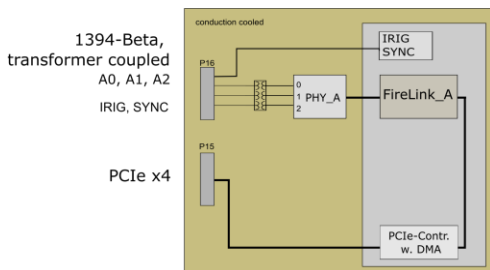 conduction cooled
1394-Beta,
transformer coupled
A0, A1, A2
IRIG, SYNC
P16
IRIG
SYNC
0
1
2
PHY_A
FireLink_A
P15
PCIe x4
PCIe-Contr.
w. DMA